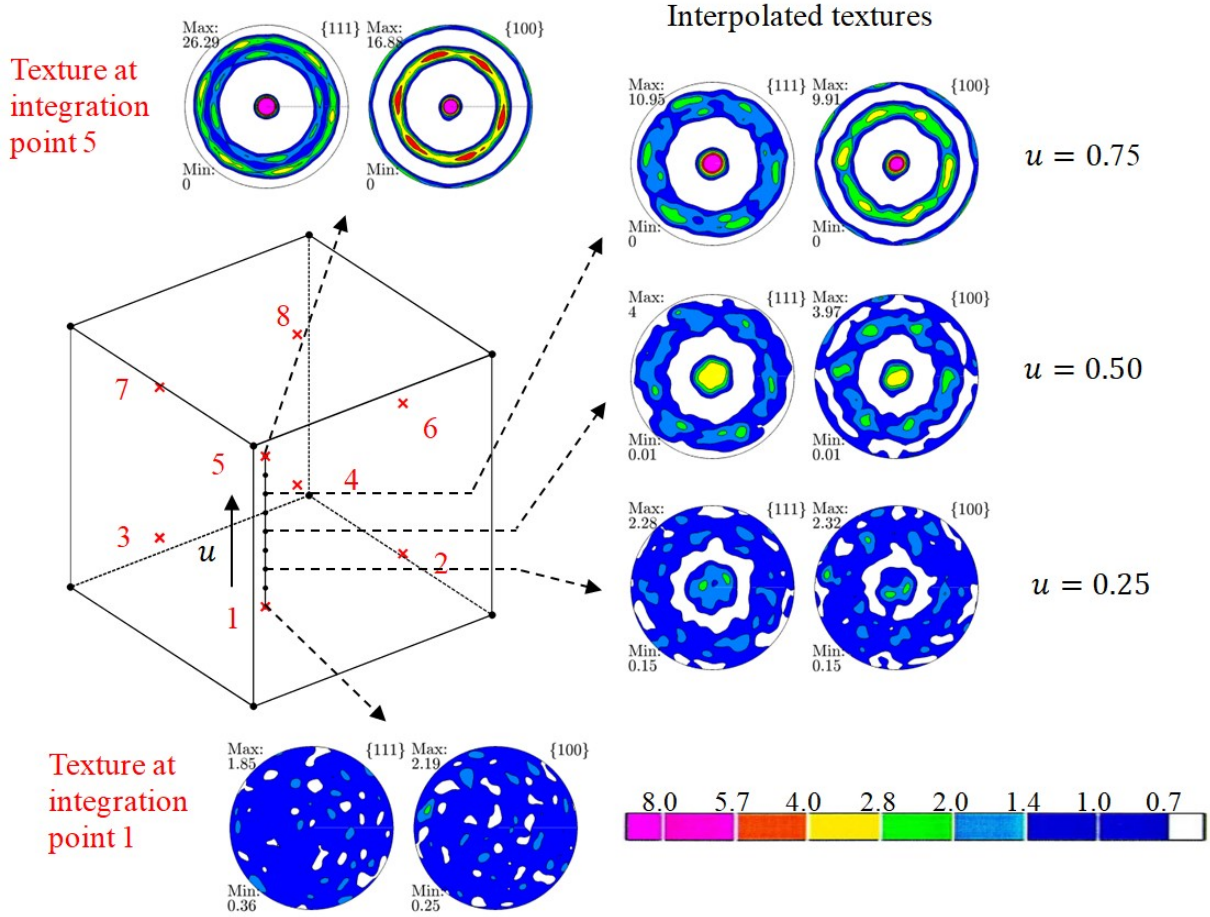 Interpolated textures
Max:
26.29
{111}
Max:
16.88
{100}
Min:
0
Min:
0
Texture at
integration
point 5
Max:
10.95
{111}
Max:
9.91
{100}
Min:
0
Min:
0
u = 0.75
Max:
4
{111}
Max:
3.97
{100}
Min:
0.01
Min:
0.01
u = 0.50
Max:
2.28
{111}
Max:
2.32
{100}
Min:
0.15
Min:
0.15
u = 0.25
8
7
6
5
4
3
u
2
1
Texture at
integration
point 1
Max:
1.85
{111}
Max:
2.19
{100}
Min:
0.36
Min:
0.25
8.0 5.7 4.0 2.8 2.0 1.4 1.0 0.7